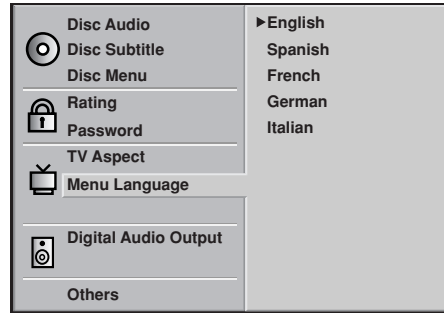 Disc Audio
Disc Subtitle
Disc Menu
Rating
Password
TV Aspect
Menu Language
Digital Audio Output
Others
English
Spanish
French
German
Italian